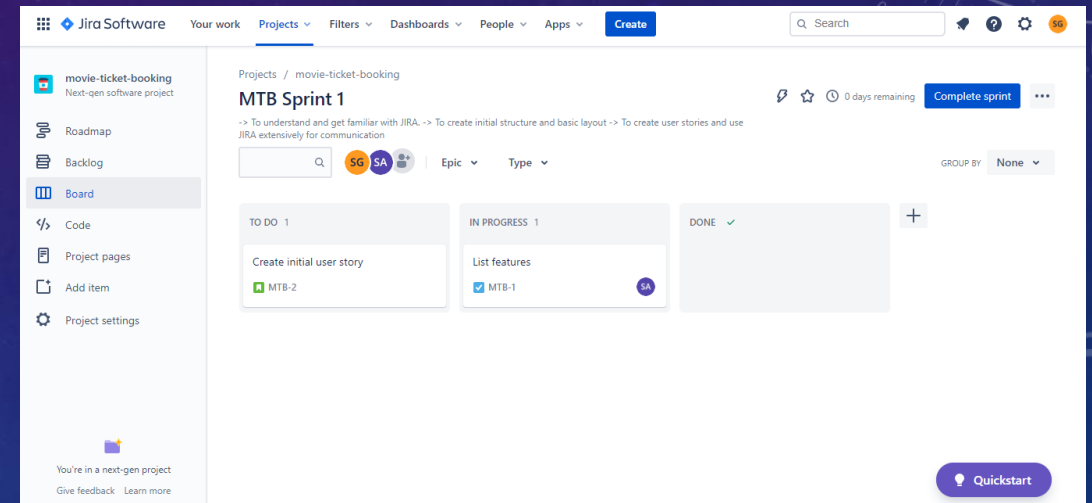 Jira Software Your work Projects Filters Dashboards People Apps Create Search SG
movie-ticket-booking
Next-gen software project
Roadmap
Backlog
Board
Code
Project pages
Add item
Project settings
You're in a next-gen project
Give feedback Learn more
Projects / movie-ticket-booking
MTB Sprint 1
0 days remaining Complete sprint
-> To understand and get familiar with JIRA. -> To create initial structure and basic layout -> To create user stories and use
JIRA extensively for communication
SG SA Epic Type GROUP BY None
TO DO 1
Create initial user story
MTB-2
IN PROGRESS 1
List features
MTB-1 SA
DONE
Quickstart